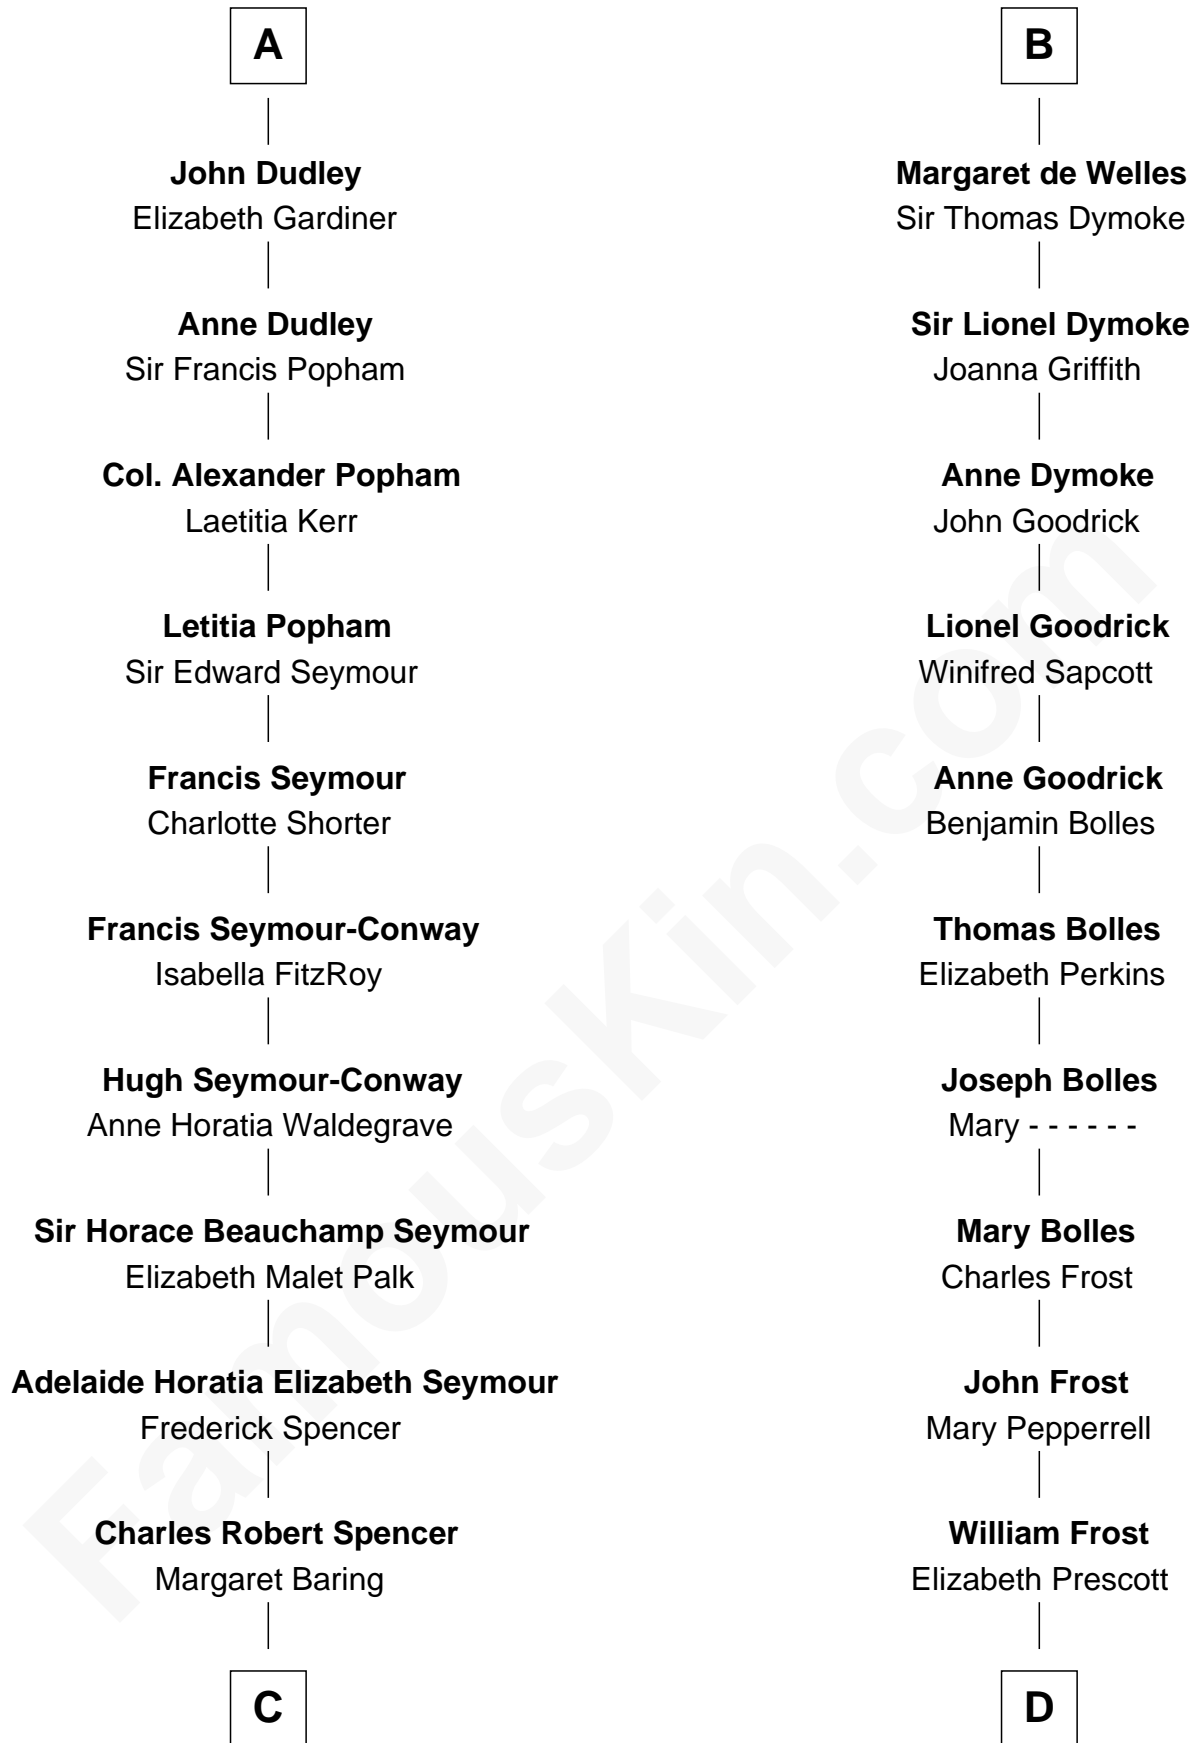 A
John Dudley
Elizabeth Gardiner
Anne Dudley
Sir Francis Popham
Col. Alexander Popham
Laetitia Kerr
Letitia Popham
Sir Edward Seymour
Francis Seymour
Charlotte Shorter
Francis Seymour-Conway
Isabella FitzRoy
Hugh Seymour-Conway
Anne Horatia Waldegrave
Sir Horace Beauchamp Seymour
Elizabeth Malet Palk
Adelaide Horatia Elizabeth Seymour
Frederick Spencer
Charles Robert Spencer
Margaret Baring
C
B
Margaret de Welles
Sir Thomas Dymoke
Sir Lionel Dymoke
Joanna Griffith
Anne Dymoke
John Goodrick
Lionel Goodrick
Winifred Sapcott
Anne Goodrick
Benjamin Bolles
Thomas Bolles
Elizabeth Perkins
Joseph Bolles
Mary - - - - - -
Mary Bolles
Charles Frost
John Frost
Mary Pepperrell
William Frost
Elizabeth Prescott
D
FamousKin.com